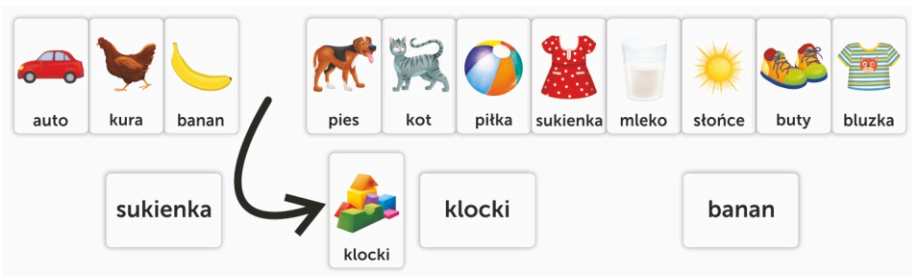 auto kura banan pies kot piłka sukienka mleko słońce buty bluzka
sukienka klocki banan
klocki